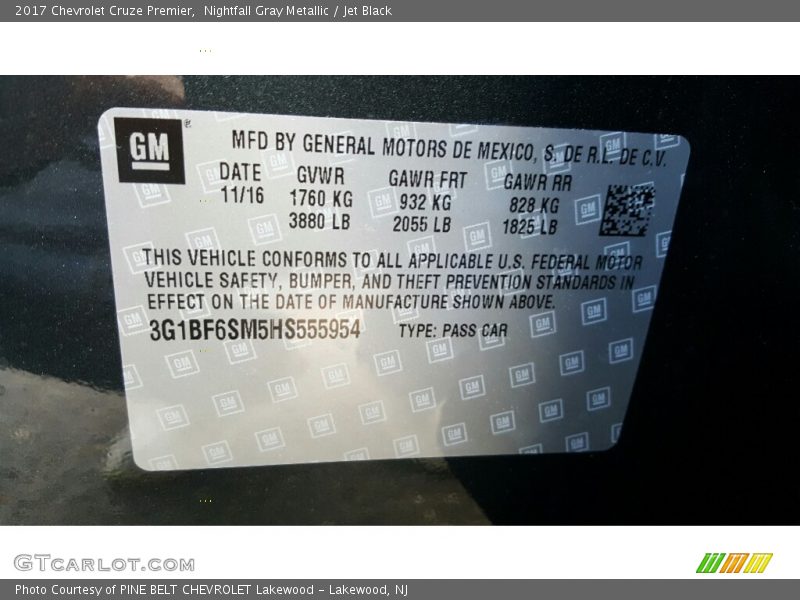 2017 Chevrolet Cruze Premier,  Nightfall Gray Metallic / Jet Black
GM®
MFD BY GENERAL MOTORS DE MEXICO, S. DE R.L. DE C.V.
DATE GVWR GAWR FRT GAWR RR
11/16 1760 KG 932 KG 828 KG
3880 LB 2055 LB 1825 LB
THIS VEHICLE CONFORMS TO ALL APPLICABLE U.S. FEDERAL MOTOR
VEHICLE SAFETY, BUMPER, AND THEFT PREVENTION STANDARDS IN
EFFECT ON THE DATE OF MANUFACTURE SHOWN ABOVE.
3G1BF6SM5HS555954 TYPE: PASS CAR
GTCARLOT.COM
Photo Courtesy of PINE BELT CHEVROLET Lakewood - Lakewood, NJ